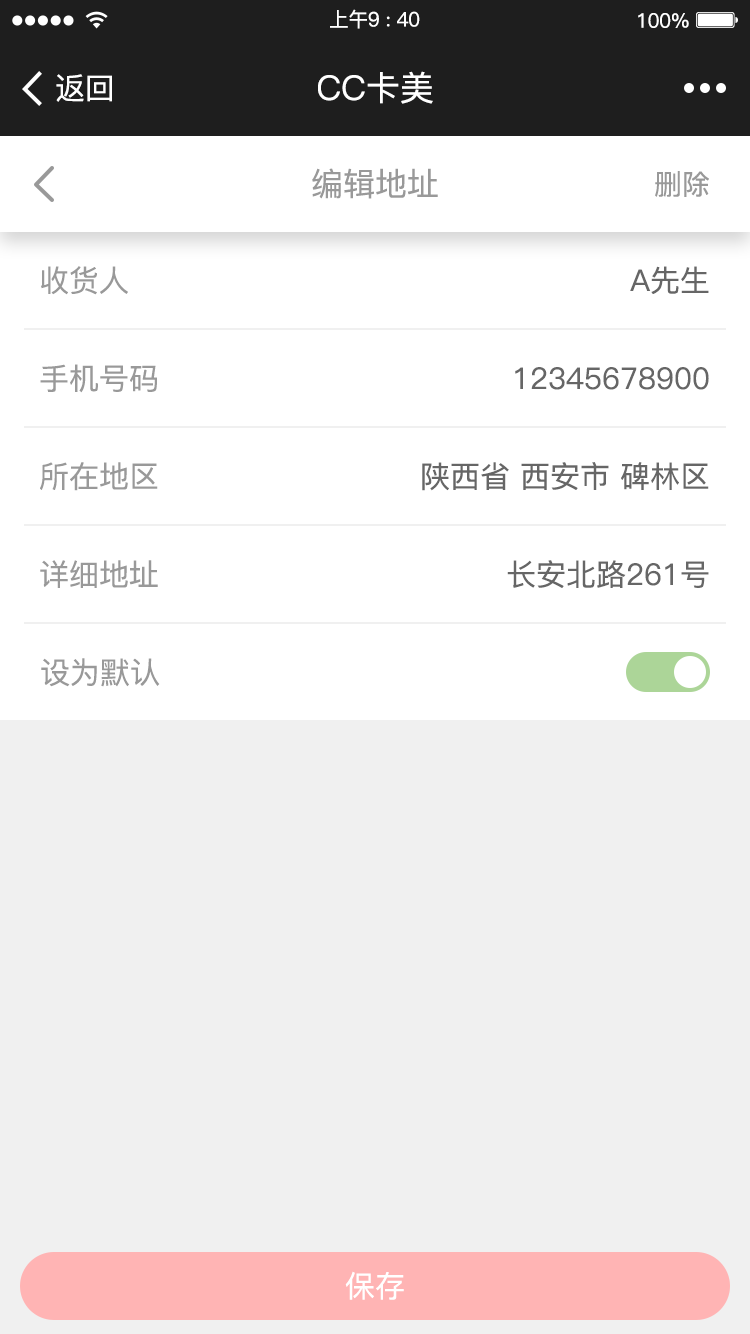 上午9 : 40
100%
返回
CC卡美
编辑地址
删除
收货人
A先生
手机号码
12345678900
所在地区
陕西省 西安市 碑林区
详细地址
长安北路261号
设为默认
保存